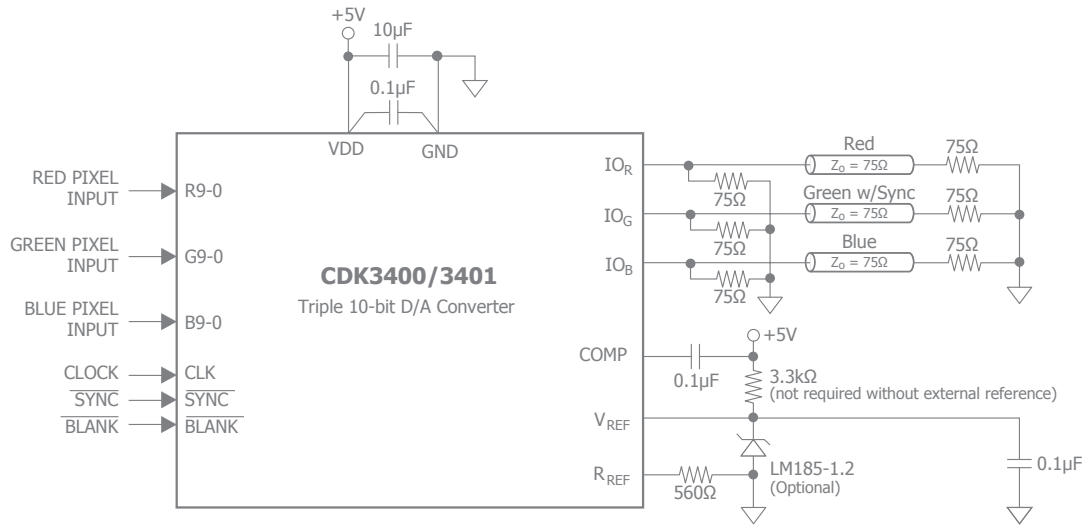 +5V
10µF
0.1µF
VDD
GND
RED PIXEL
INPUT
R9-0
GREEN PIXEL
INPUT
G9-0
BLUE PIXEL
INPUT
B9-0
CLOCK
CLK
SYNC
SYNC
BLANK
BLANK
CDK3400/3401
Triple 10-bit D/A Converter
IOR
75Ω
Red
Zo = 75Ω
75Ω
IOG
75Ω
Green w/Sync
Zo = 75Ω
75Ω
IOB
75Ω
Blue
Zo = 75Ω
75Ω
COMP
0.1µF
+5V
3.3kΩ
(not required without external reference)
VREF
LM185-1.2
(Optional)
0.1µF
RREF
560Ω